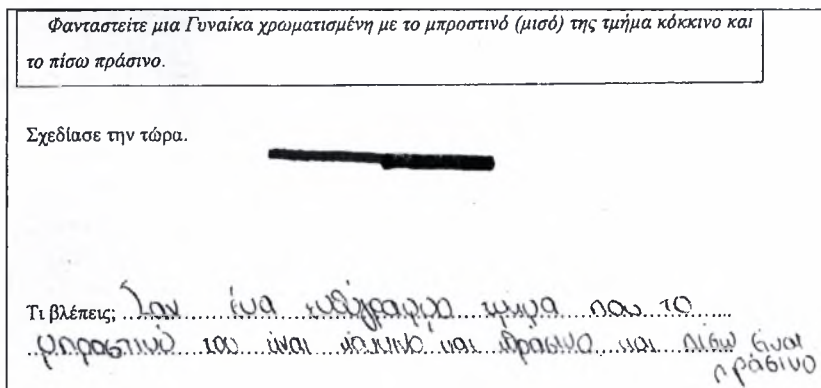 Φανταστείτε μια Γυναίκα χρωματισμένη με το μπροστινό (μισό) της τμήμα κόκκινο και
το πίσω πράσινο.
Σχεδίασε την τώρα.
Τι βλέπεις; Σαν ένα ευθύγραμμο τμήμα που το
μπροστινό του είναι κόκκινο και πράσινο και πίσω είναι
πράσινο